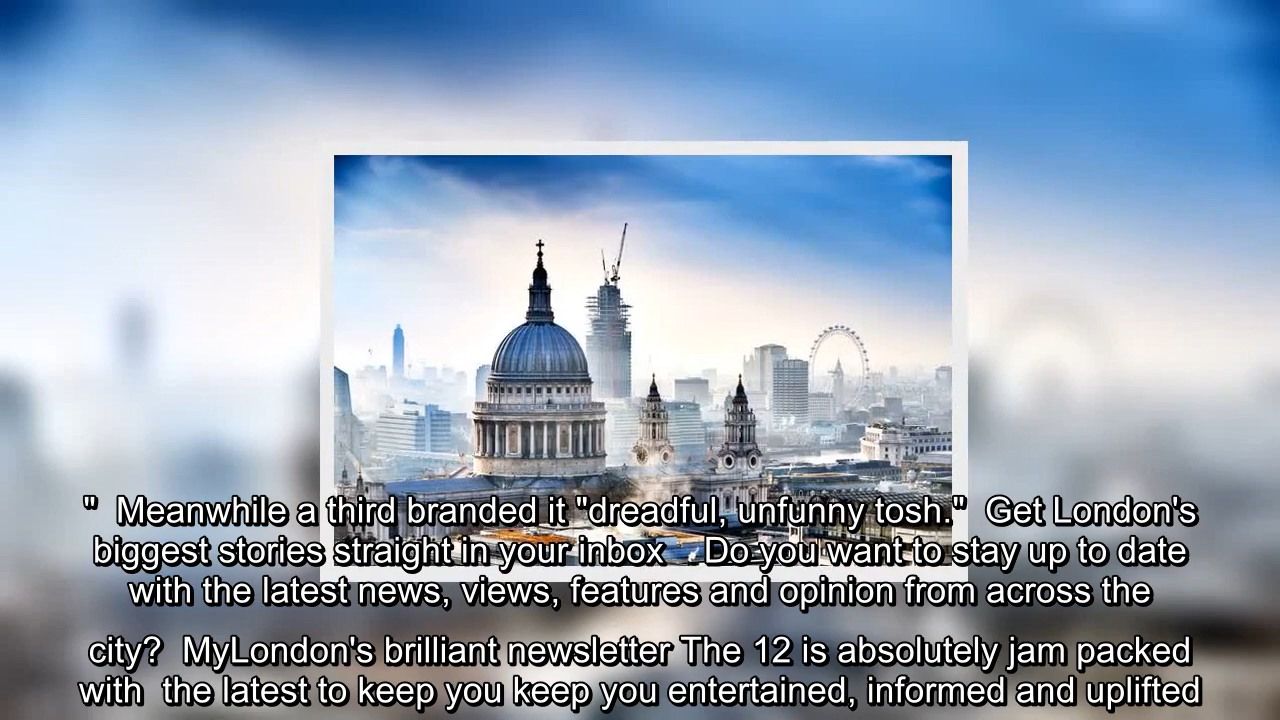 "  Meanwhile a third branded it "dreadful, unfunny tosh."  Get London's
biggest stories straight in your inbox    Do you want to stay up to date
with the latest news, views, features and opinion from across the
city?  MyLondon's brilliant newsletter The 12 is absolutely jam packed
with  the latest to keep you keep you entertained, informed and uplifted